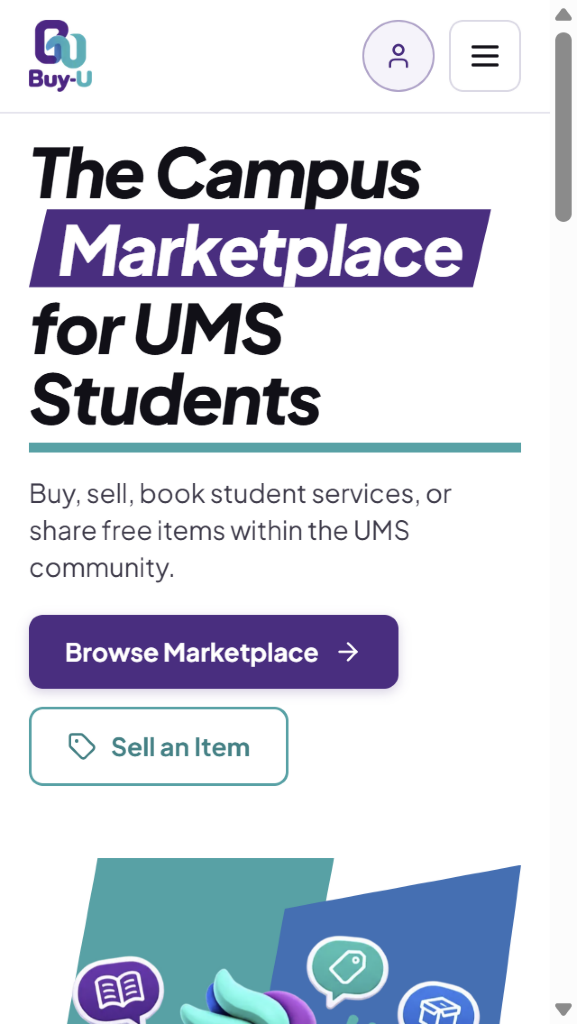 Buy-U
The Campus
Marketplace
for UMS
Students
Buy, sell, book student services, or
share free items within the UMS
community.
Browse Marketplace
Sell an Item